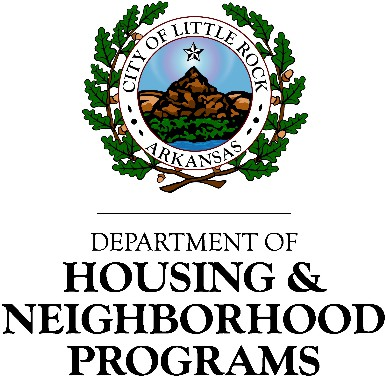 CITY OF LITTLE ROCK
ARKANSAS
DEPARTMENT OF
HOUSING &
NEIGHBORHOOD
PROGRAMS